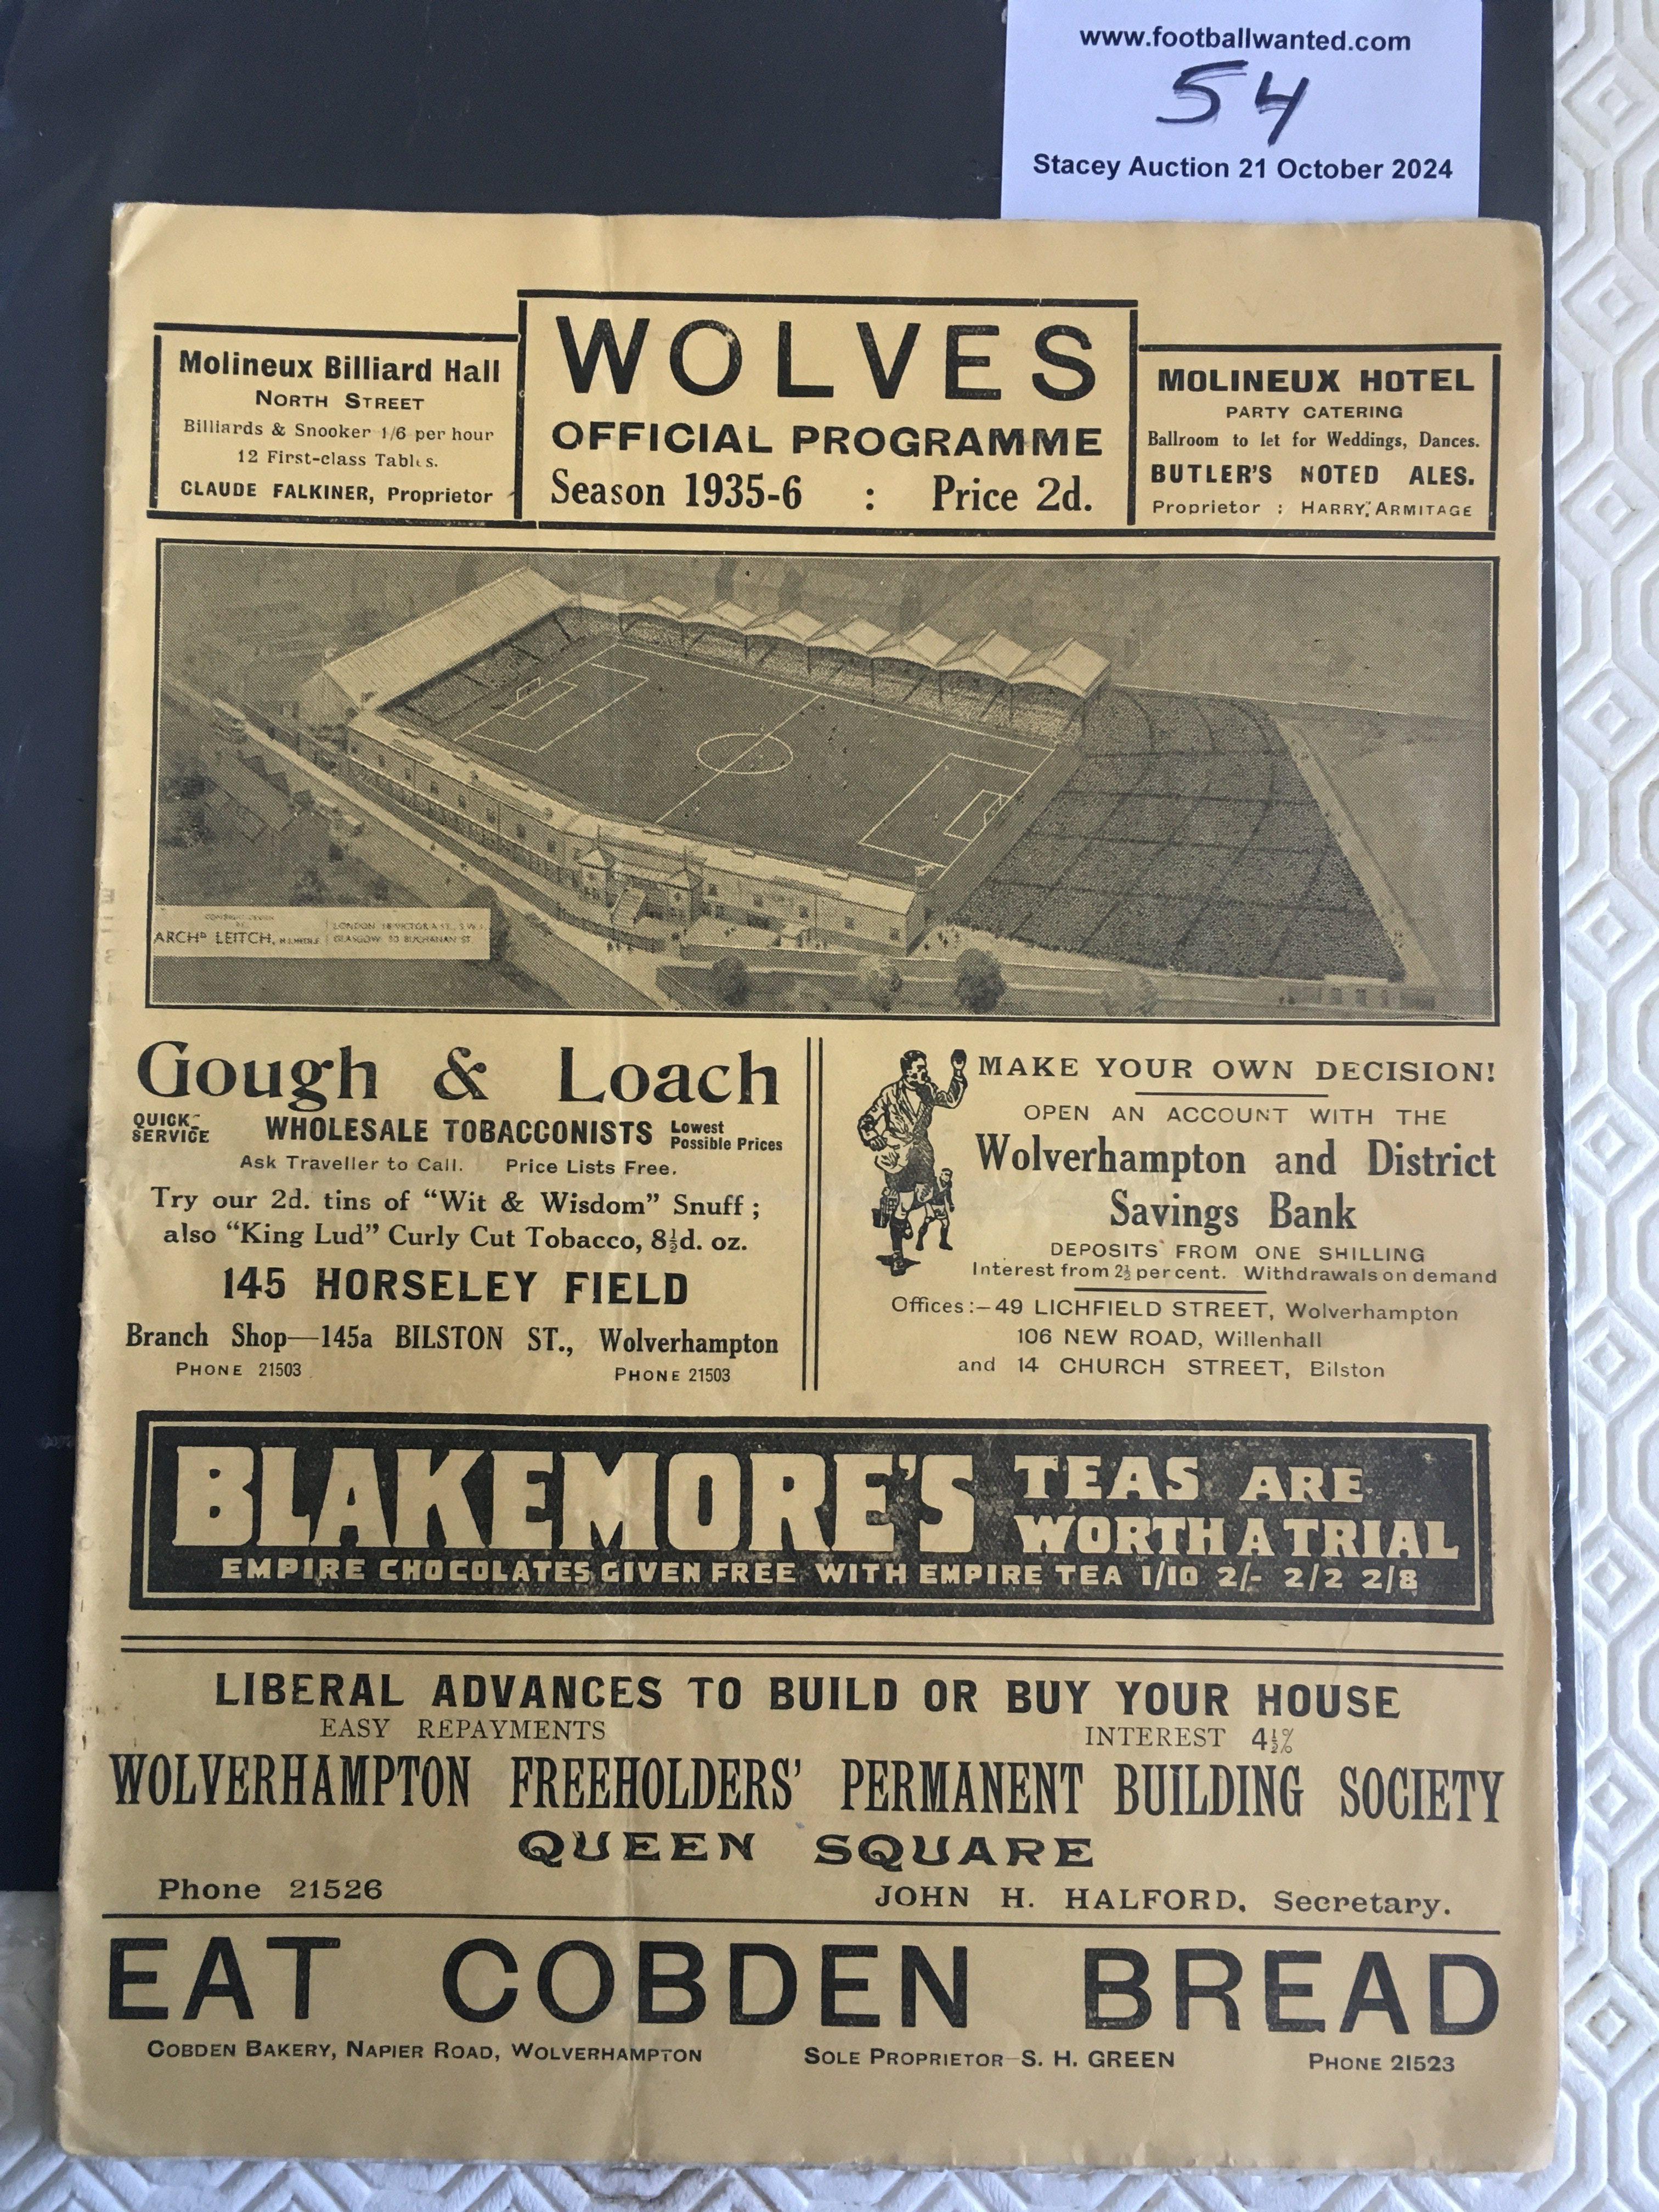 www.footballwanted.com
54
Stacey Auction 21 October 2024
Molineux Billiard Hall
NORTH STREET
Billiards & Snooker 1/6 per hour
12 First-class Tables.
CLAUDE FALKINER, Proprietor
WOLVES
OFFICIAL PROGRAMME
Season 1935-6 : Price 2d.
MOLINEUX HOTEL
PARTY CATERING
Ballroom to let for Weddings, Dances.
BUTLER'S NOTED ALES.
Proprietor : HARRY ARMITAGE
ARCHD LEITCH,
LONDON
GLASGOW BUCHANAN ST.
Gough & Loach
QUICK SERVICE WHOLESALE TOBACCONISTS Lowest Possible Prices
Ask Traveller to Call. Price Lists Free.
Try our 2d. tins of "Wit & Wisdom" Snuff ;
also "King Lud" Curly Cut Tobacco, 8½d. oz.
145 HORSELEY FIELD
Branch Shop—145a BILSTON ST., Wolverhampton
PHONE 21503 PHONE 21503
MAKE YOUR OWN DECISION!
OPEN AN ACCOUNT WITH THE
Wolverhampton and District
Savings Bank
DEPOSITS FROM ONE SHILLING
Interest from 2½ per cent. Withdrawals on demand
Offices:—49 LICHFIELD STREET, Wolverhampton
106 NEW ROAD, Willenhall
and 14 CHURCH STREET, Bilston
BLAKEMORE'S TEAS ARE
WORTH A TRIAL
EMPIRE CHOCOLATES GIVEN FREE WITH EMPIRE TEA 1/10 2/- 2/2 2/8
LIBERAL ADVANCES TO BUILD OR BUY YOUR HOUSE
EASY REPAYMENTS INTEREST 4½%
WOLVERHAMPTON FREEHOLDERS' PERMANENT BUILDING SOCIETY
QUEEN SQUARE
Phone 21526 JOHN H. HALFORD, Secretary.
EAT COBDEN BREAD
COBDEN BAKERY, NAPIER ROAD, WOLVERHAMPTON SOLE PROPRIETOR—S. H. GREEN PHONE 21523